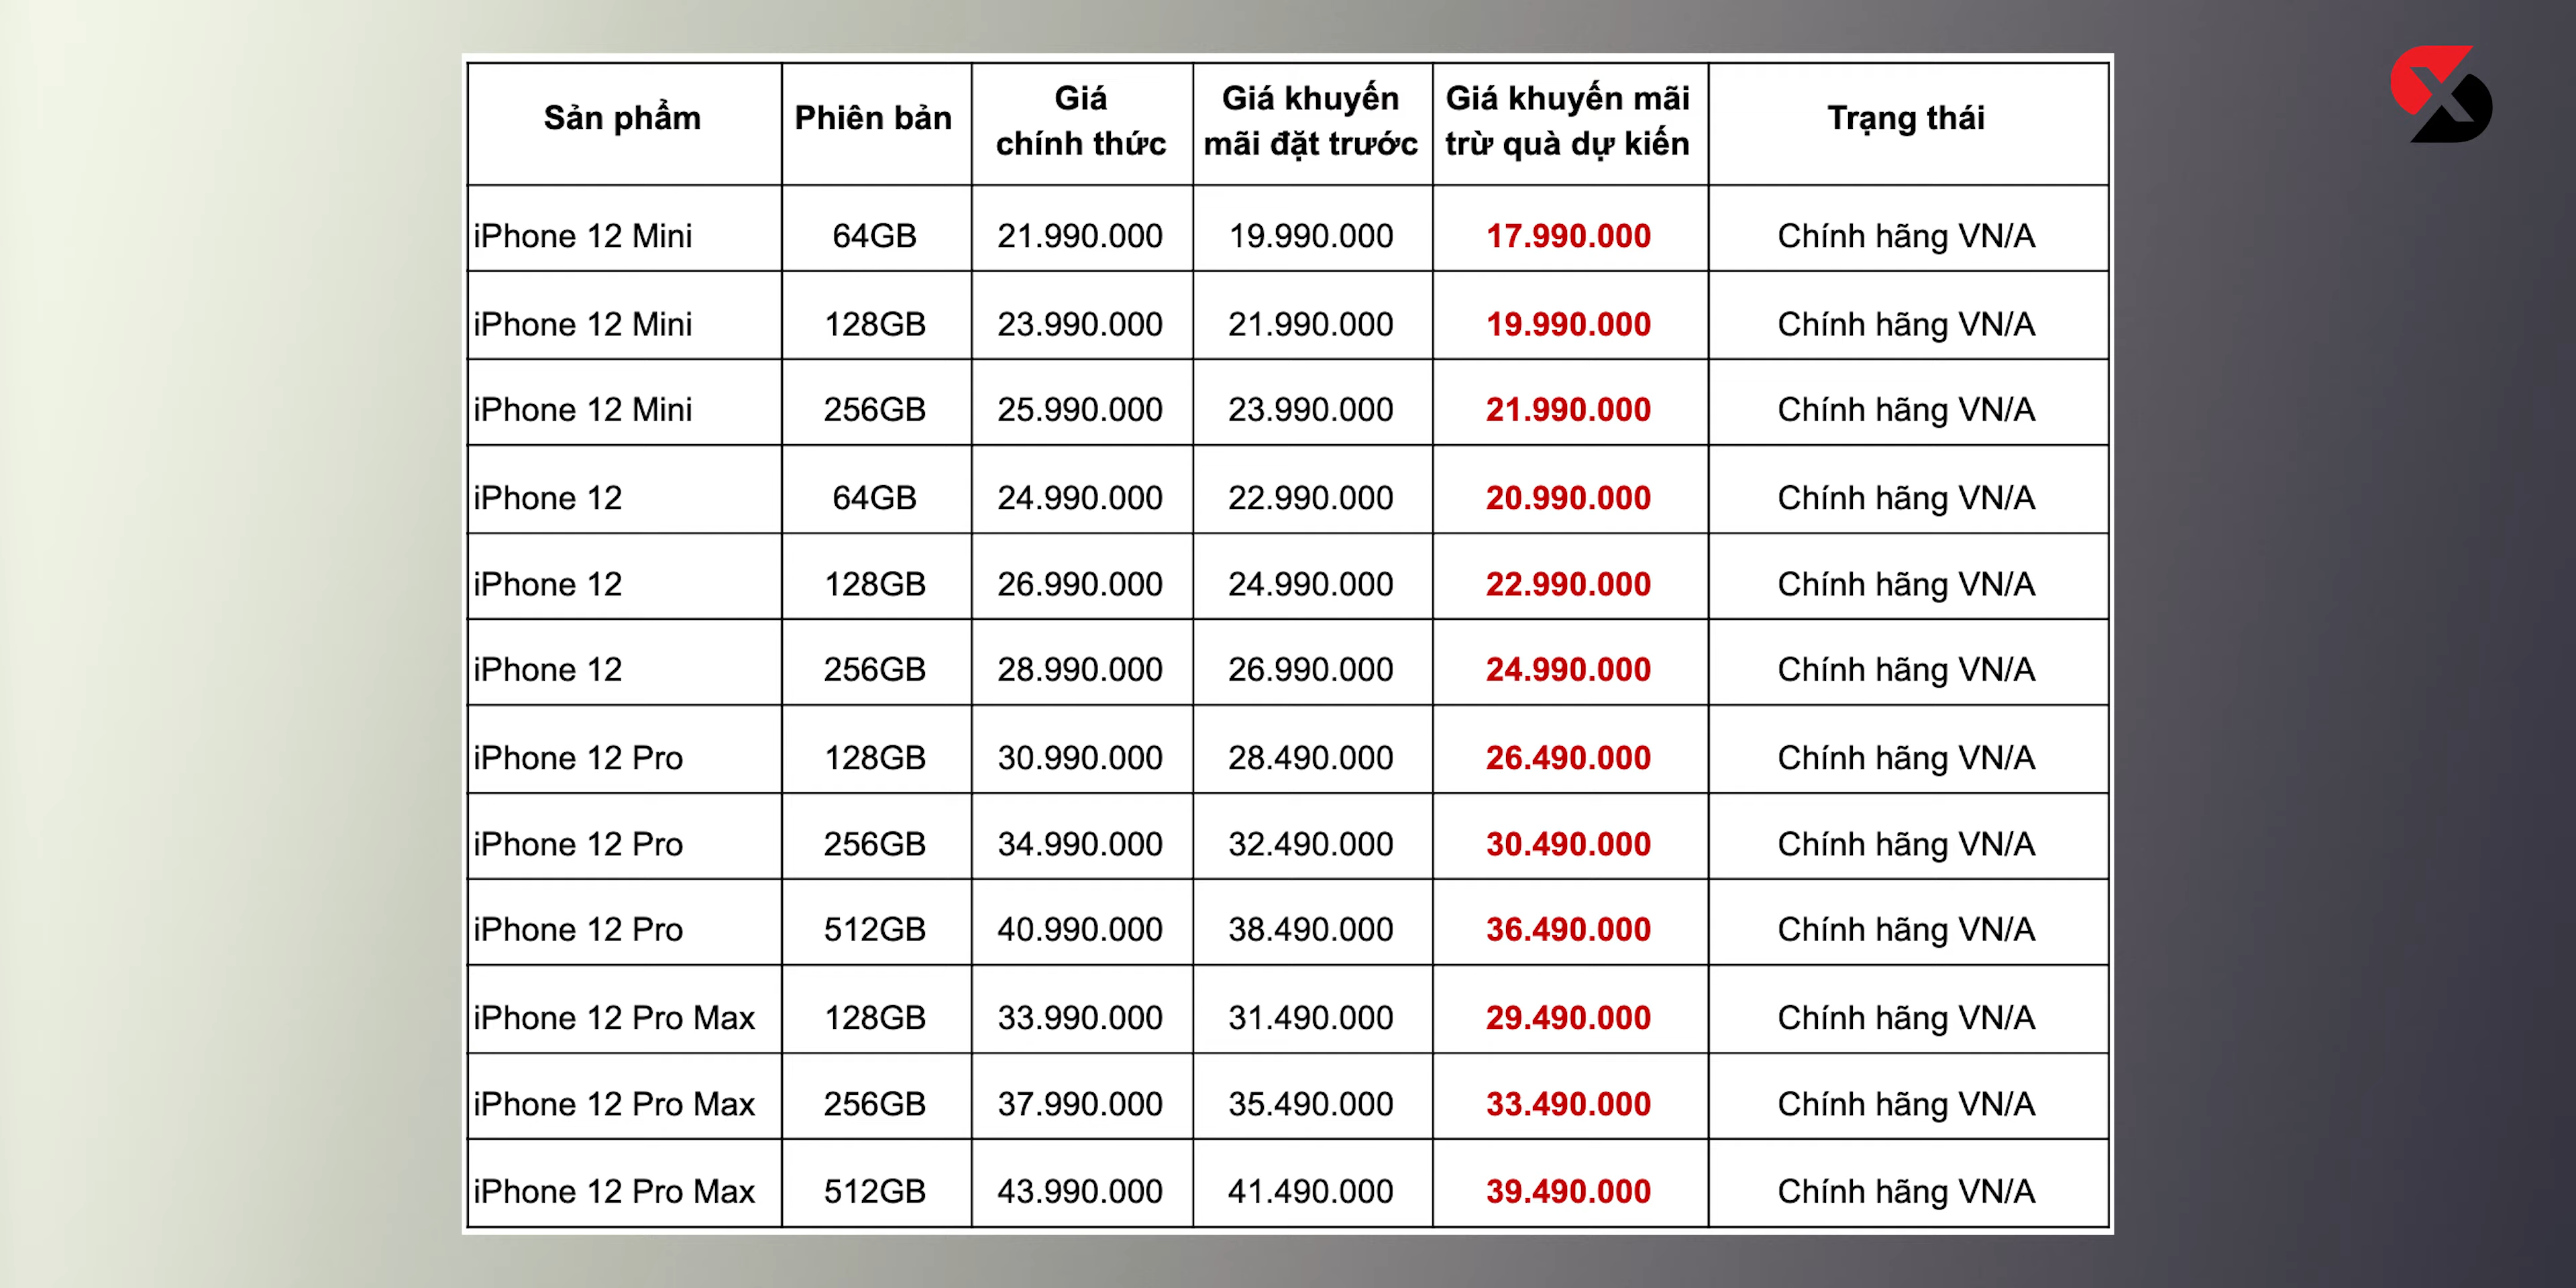 Sản phẩm Phiên bản Giá chính thức Giá khuyến mãi đặt trước Giá khuyến mãi trừ quà dự kiến Trạng thái
iPhone 12 Mini 64GB 21.990.000 19.990.000 17.990.000 Chính hãng VN/A
iPhone 12 Mini 128GB 23.990.000 21.990.000 19.990.000 Chính hãng VN/A
iPhone 12 Mini 256GB 25.990.000 23.990.000 21.990.000 Chính hãng VN/A
iPhone 12 64GB 24.990.000 22.990.000 20.990.000 Chính hãng VN/A
iPhone 12 128GB 26.990.000 24.990.000 22.990.000 Chính hãng VN/A
iPhone 12 256GB 28.990.000 26.990.000 24.990.000 Chính hãng VN/A
iPhone 12 Pro 128GB 30.990.000 28.490.000 26.490.000 Chính hãng VN/A
iPhone 12 Pro 256GB 34.990.000 32.490.000 30.490.000 Chính hãng VN/A
iPhone 12 Pro 512GB 40.990.000 38.490.000 36.490.000 Chính hãng VN/A
iPhone 12 Pro Max 128GB 33.990.000 31.490.000 29.490.000 Chính hãng VN/A
iPhone 12 Pro Max 256GB 37.990.000 35.490.000 33.490.000 Chính hãng VN/A
iPhone 12 Pro Max 512GB 43.990.000 41.490.000 39.490.000 Chính hãng VN/A